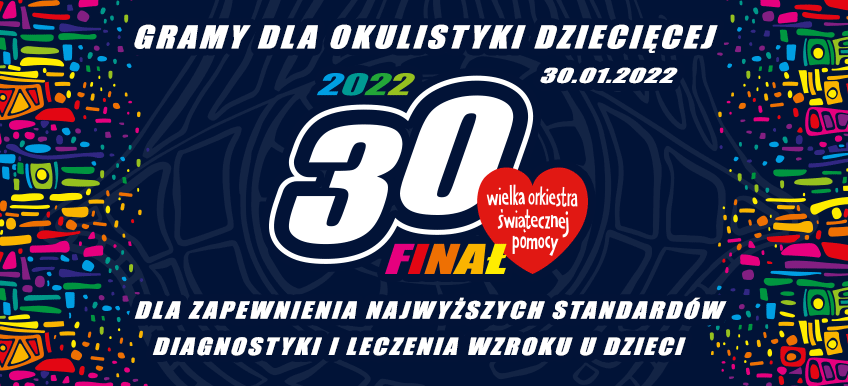 GRAMY DLA OKULISTYKI DZIECIĘCEJ
2022
30.01.2022
30
wielka orkiestra
świątecznej
pomocy
FINAŁ
DLA ZAPEWNIENIA NAJWYŻSZYCH STANDARDÓW
DIAGNOSTYKI I LECZENIA WZROKU U DZIECI